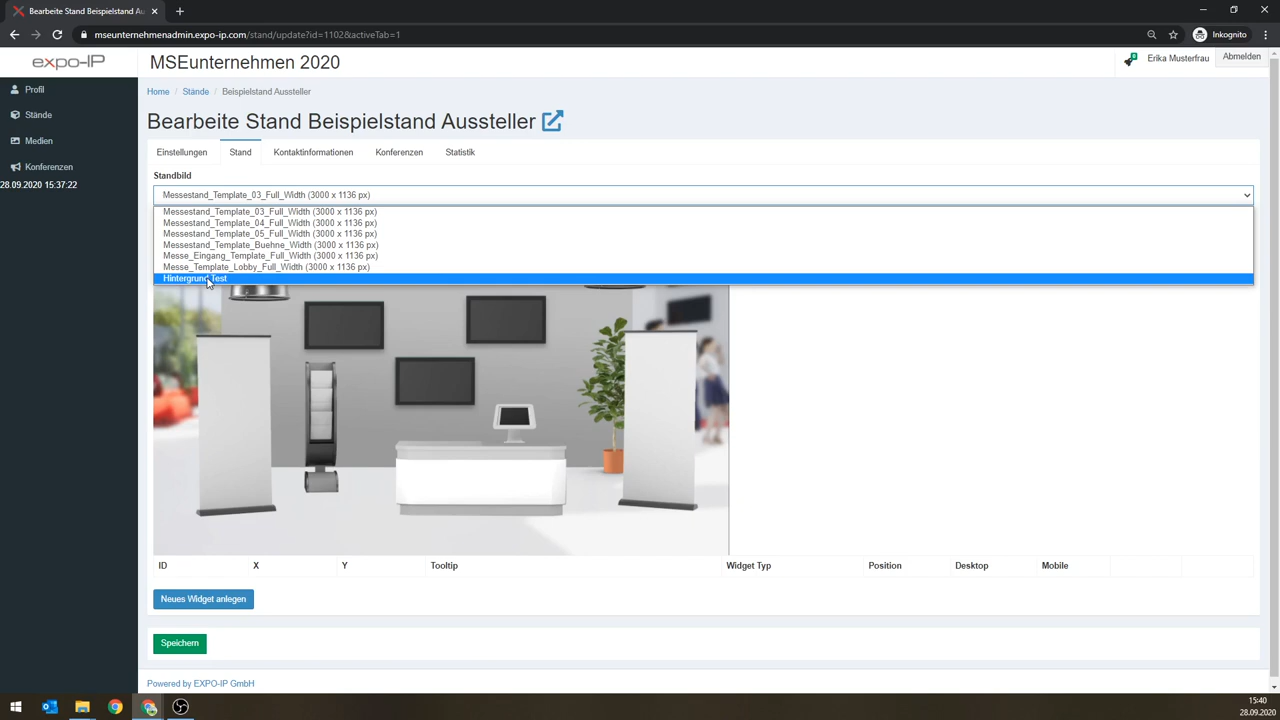 Bearbeite Stand Beispielstand Au
mseunternehmenadmin.expo-ip.com/stand/update?id=1102&activeTab=1
Inkognito
expo-IP
MSEunternehmen 2020
Erika Musterfrau
Abmelden
Profil
Stände
Medien
Konferenzen
28.09.2020 15:37:22
Home / Stände / Beispielstand Aussteller
Bearbeite Stand Beispielstand Aussteller
Einstellungen
Stand
Kontaktinformationen
Konferenzen
Statistik
Standbild
Messestand_Template_03_Full_Width (3000 x 1136 px)
Messestand_Template_03_Full_Width (3000 x 1136 px)
Messestand_Template_04_Full_Width (3000 x 1136 px)
Messestand_Template_05_Full_Width (3000 x 1136 px)
Messestand_Template_Buehne_Width (3000 x 1136 px)
Messe_Eingang_Template_Full_Width (3000 x 1136 px)
Messe_Template_Lobby_Full_Width (3000 x 1136 px)
Hintergrund Test
ID X Y Tooltip Widget Typ Position Desktop Mobile
Neues Widget anlegen
Speichern
Powered by EXPO-IP GmbH
15:40
28.09.2020